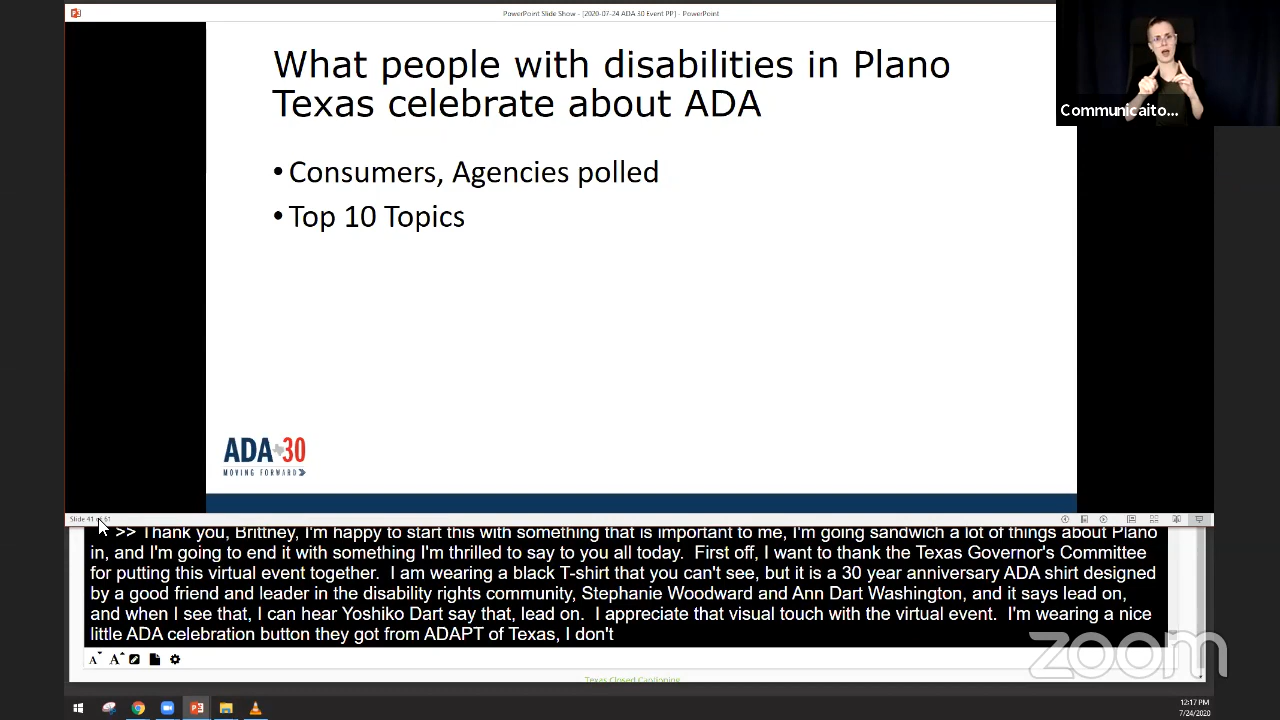 PowerPoint Slide Show - [2020-07-24 ADA 30 Event PP] - PowerPoint
What people with disabilities in Plano
Texas celebrate about ADA
• Consumers, Agencies polled
• Top 10 Topics
Communicaito...
ADA 30
MOVING FORWARD
Slide 41 of 61
>> Thank you, Brittney, I'm happy to start this with something that is important to me, I'm going sandwich a lot of things about Plano
in, and I'm going to end it with something I'm thrilled to say to you all today. First off, I want to thank the Texas Governor's Committee
for putting this virtual event together. I am wearing a black T-shirt that you can't see, but it is a 30 year anniversary ADA shirt designed
by a good friend and leader in the disability rights community, Stephanie Woodward and Ann Dart Washington, and it says lead on,
and when I see that, I can hear Yoshiko Dart say that, lead on. I appreciate that visual touch with the virtual event. I'm wearing a nice
little ADA celebration button they got from ADAPT of Texas, I don't
zoom
A A
Texas Closed Captioning
12:17 PM
7/24/2020